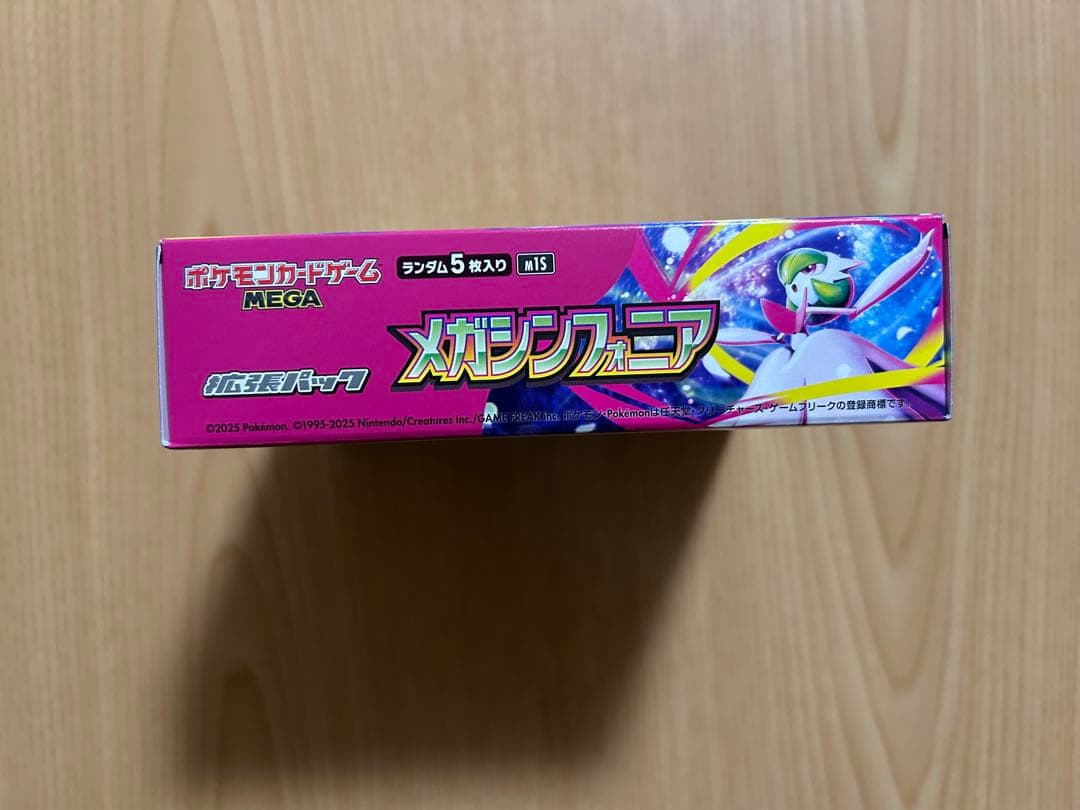 ポケモンカードゲーム
MEGA
ランダム5枚入り
M1S
メガシンフォニア
拡張パック
©2025 Pokémon. ©1995-2025 Nintendo/Creatures Inc./GAME FREAK inc. ポケモン・Pokémonは任天堂・クリーチャーズ・ゲームフリークの登録商標です。